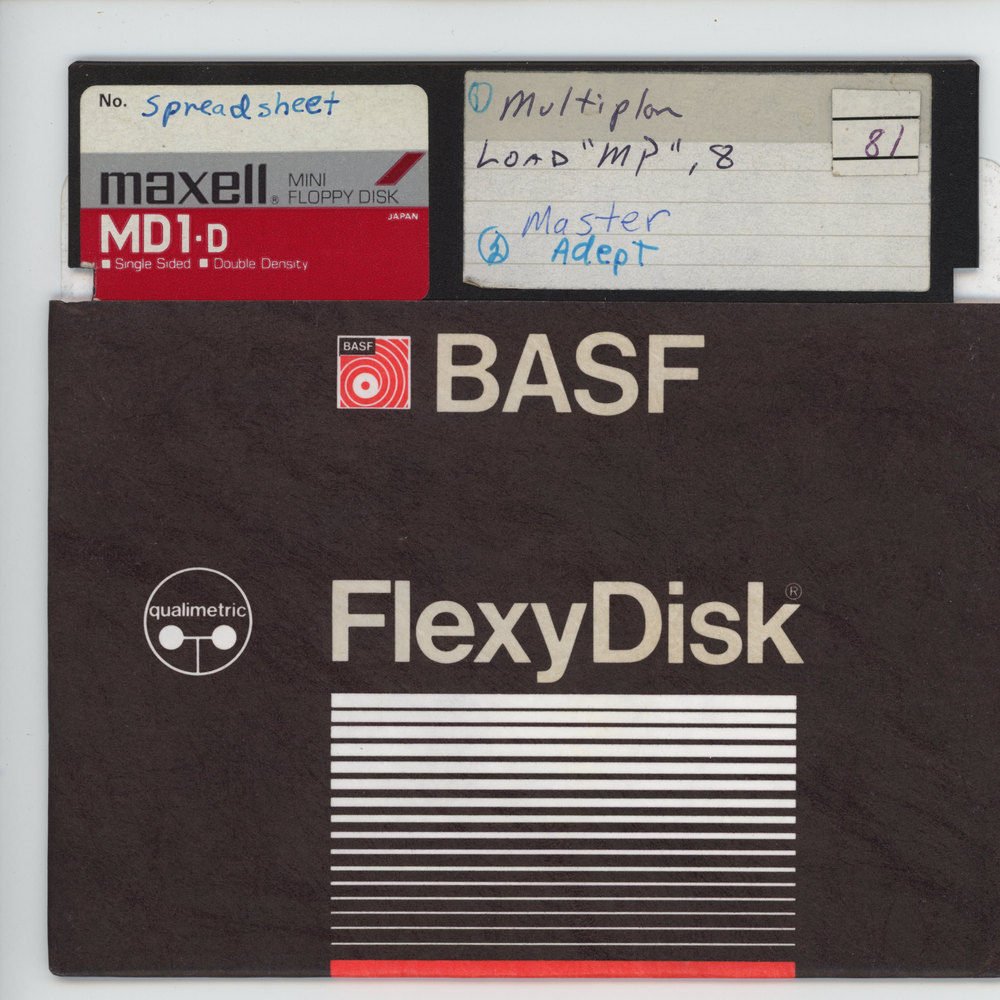 No. Spreadsheet
maxell® MINI
FLOPPY DISK
JAPAN
MD1-D
Single Sided Double Density
① Multiplan
LOAD "MP", 8
81
Master
② Adept
BASF BASF
qualimetric
FlexyDisk®